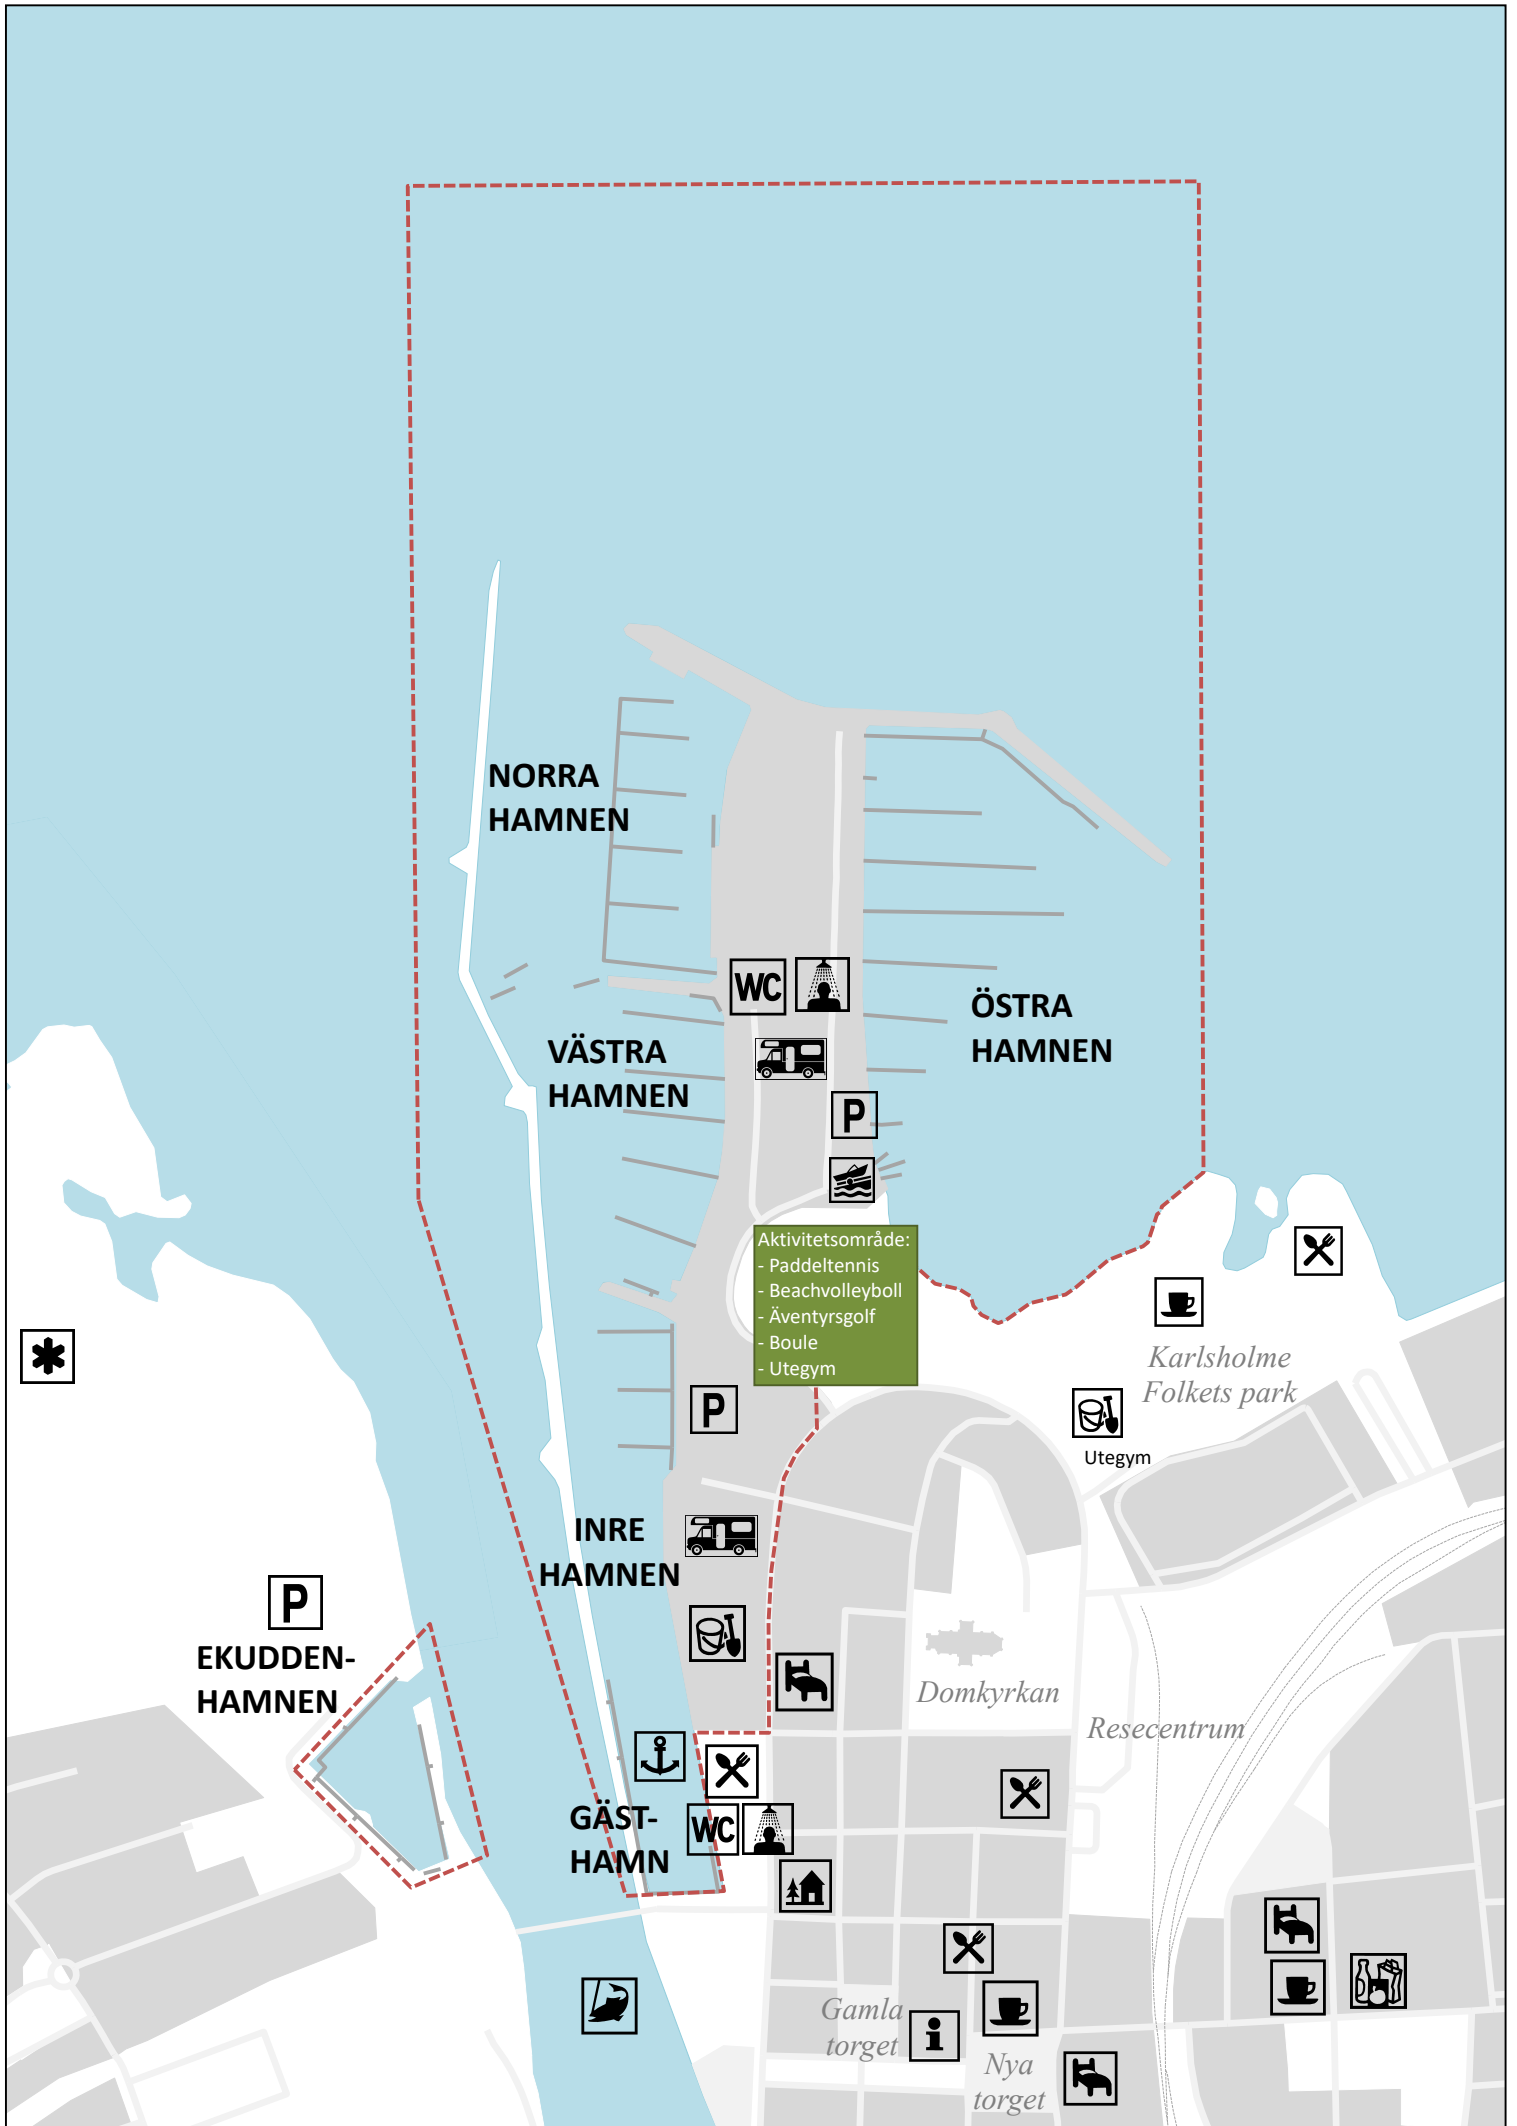 NORRA
HAMNEN
WC
ÖSTRA
HAMNEN
VÄSTRA
HAMNEN
P
Aktivitetsområde:
- Paddeltennis
- Beachvolleyboll
- Äventyrsgolf
- Boule
- Utegym
Karlsholme
Folkets park
P
Utegym
INRE
HAMNEN
P
EKUDDEN-
HAMNEN
Domkyrkan
Resecentrum
GÄST-
HAMN
WC
Gamla
torget
i
Nya
torget